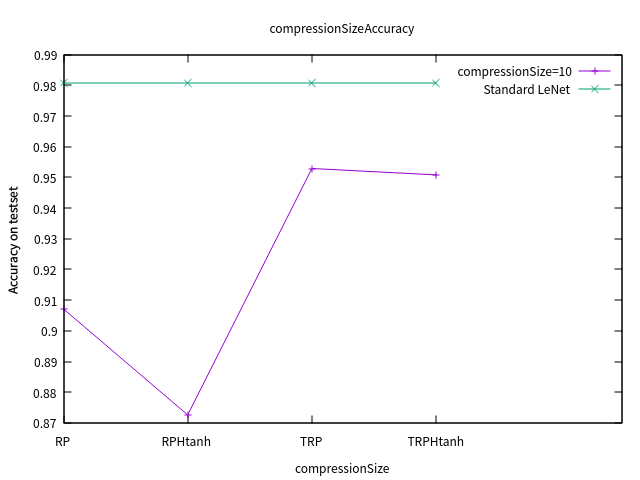 compressionSizeAccuracy
0.99
0.98
0.97
0.96
0.95
0.94
0.93
0.92
0.91
0.9
0.89
0.88
0.87
Accuracy on testset
compressionSize=10
Standard LeNet
RP
RPHtanh
TRP
TRPHtanh
compressionSize